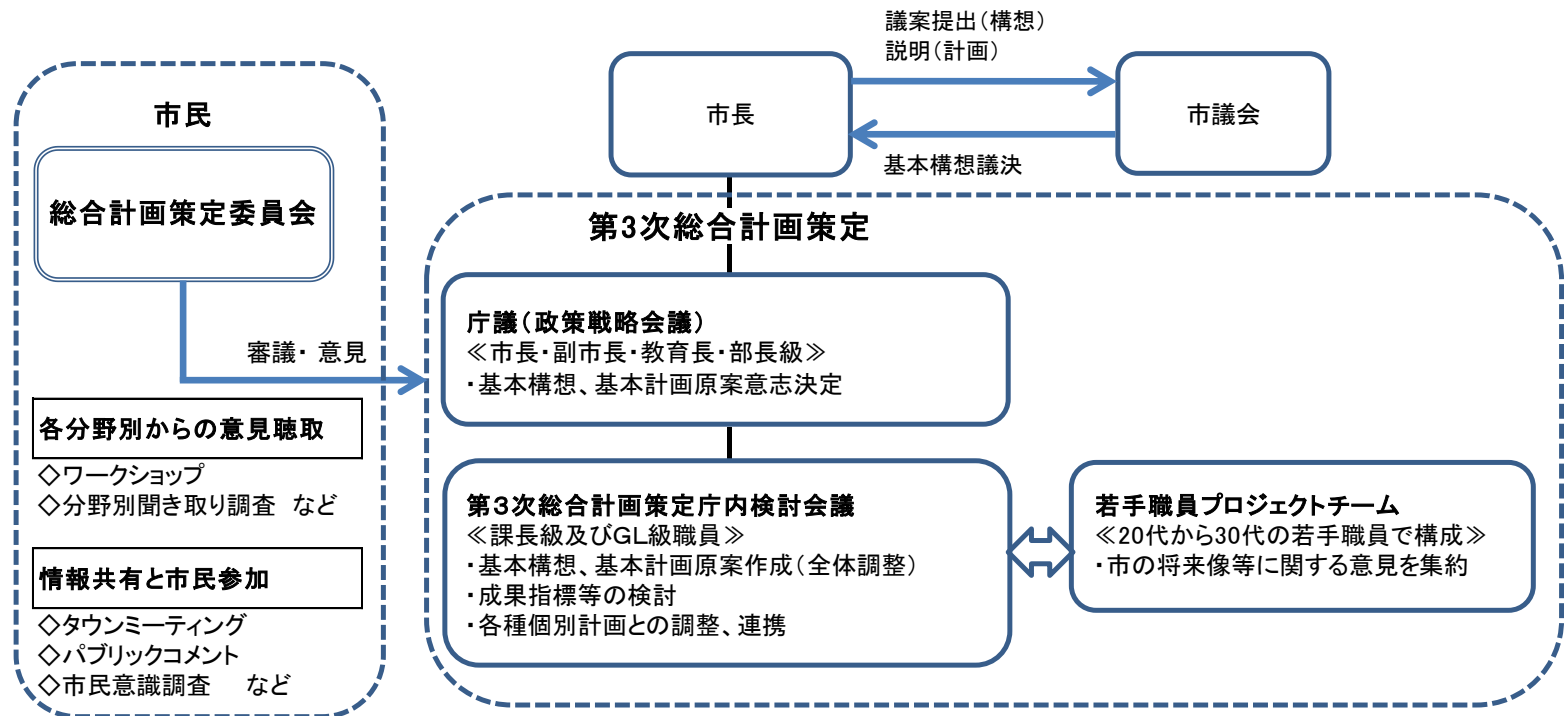 市民
総合計画策定委員会
審議・ 意見
各分野別からの意見聴取
◇ワークショップ
◇分野別聞き取り調査 など
情報共有と市民参加
◇タウンミーティング
◇パブリックコメント
◇市民意識調査 など
議案提出(構想)
説明(計画)
市長
市議会
基本構想議決
第3次総合計画策定
庁議(政策戦略会議)
≪市長・副市長・教育長・部長級≫
・基本構想、基本計画原案意志決定
第3次総合計画策定庁内検討会議
≪課長級及びGL級職員≫
・基本構想、基本計画原案作成(全体調整)
・成果指標等の検討
・各種個別計画との調整、連携
若手職員プロジェクトチーム
≪20代から30代の若手職員で構成≫
・市の将来像等に関する意見を集約